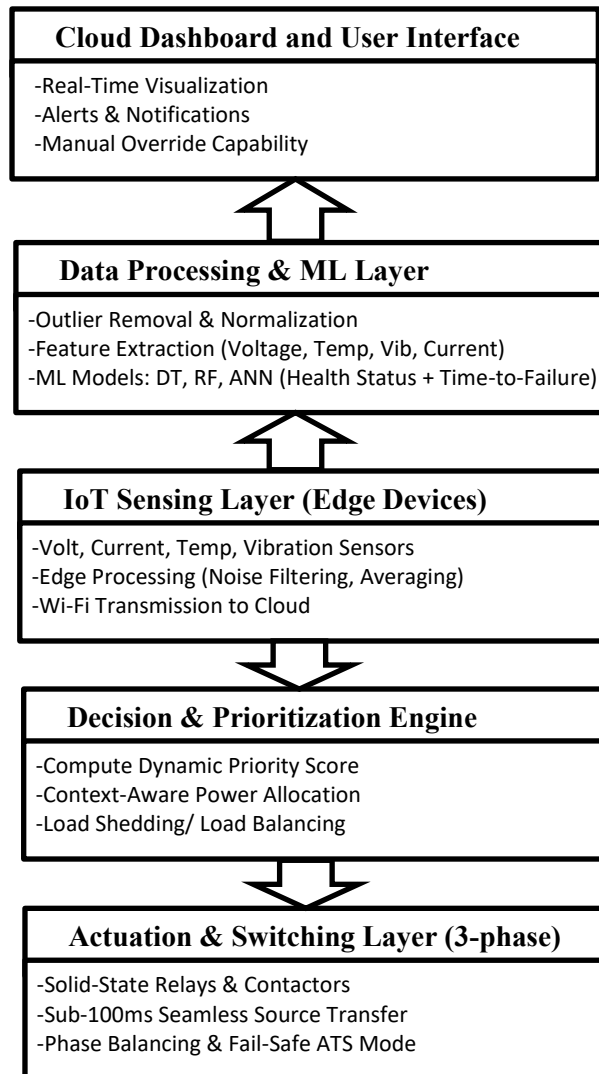 Cloud Dashboard and User Interface
-Real-Time Visualization
-Alerts & Notifications
-Manual Override Capability
Data Processing & ML Layer
-Outlier Removal & Normalization
-Feature Extraction (Voltage, Temp, Vib, Current)
-ML Models: DT, RF, ANN (Health Status + Time-to-Failure)
IoT Sensing Layer (Edge Devices)
-Volt, Current, Temp, Vibration Sensors
-Edge Processing (Noise Filtering, Averaging)
-Wi-Fi Transmission to Cloud
Decision & Prioritization Engine
-Compute Dynamic Priority Score
-Context-Aware Power Allocation
-Load Shedding/ Load Balancing
Actuation & Switching Layer (3-phase)
-Solid-State Relays & Contactors
-Sub-100ms Seamless Source Transfer
-Phase Balancing & Fail-Safe ATS Mode